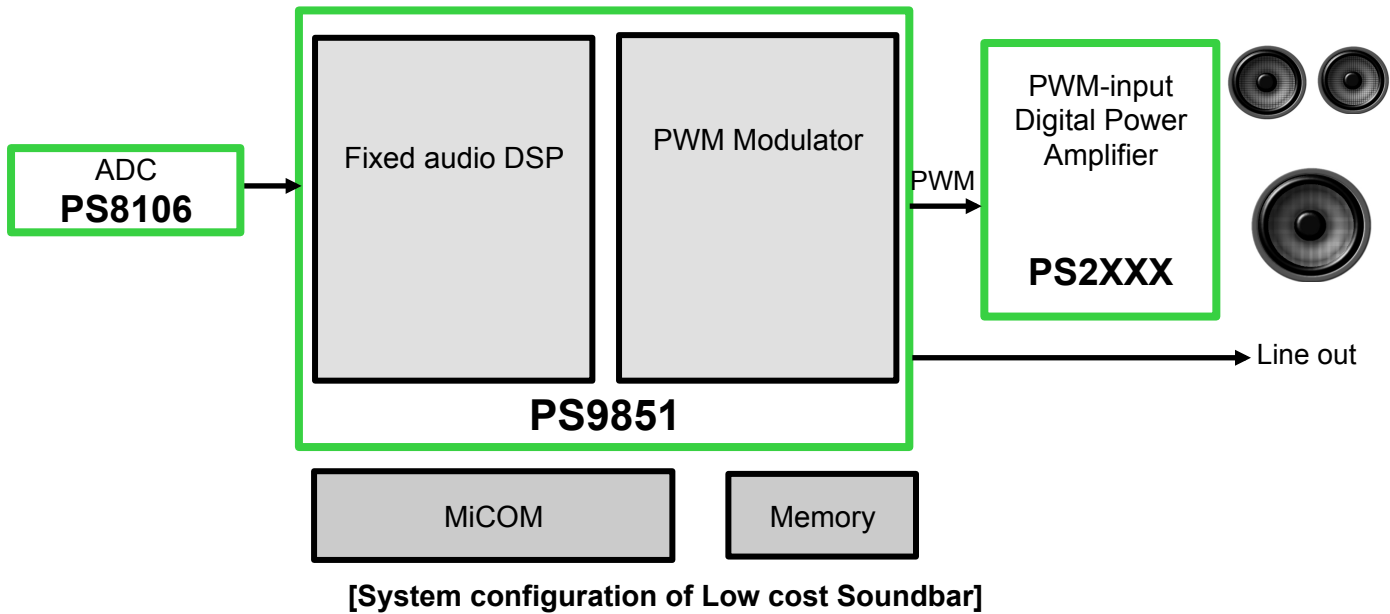 ADC
PS8106
Fixed audio DSP
PWM Modulator
PS9851
PWM
PWM-input
Digital Power
Amplifier
PS2XXX
Line out
MiCOM
Memory
[System configuration of Low cost Soundbar]